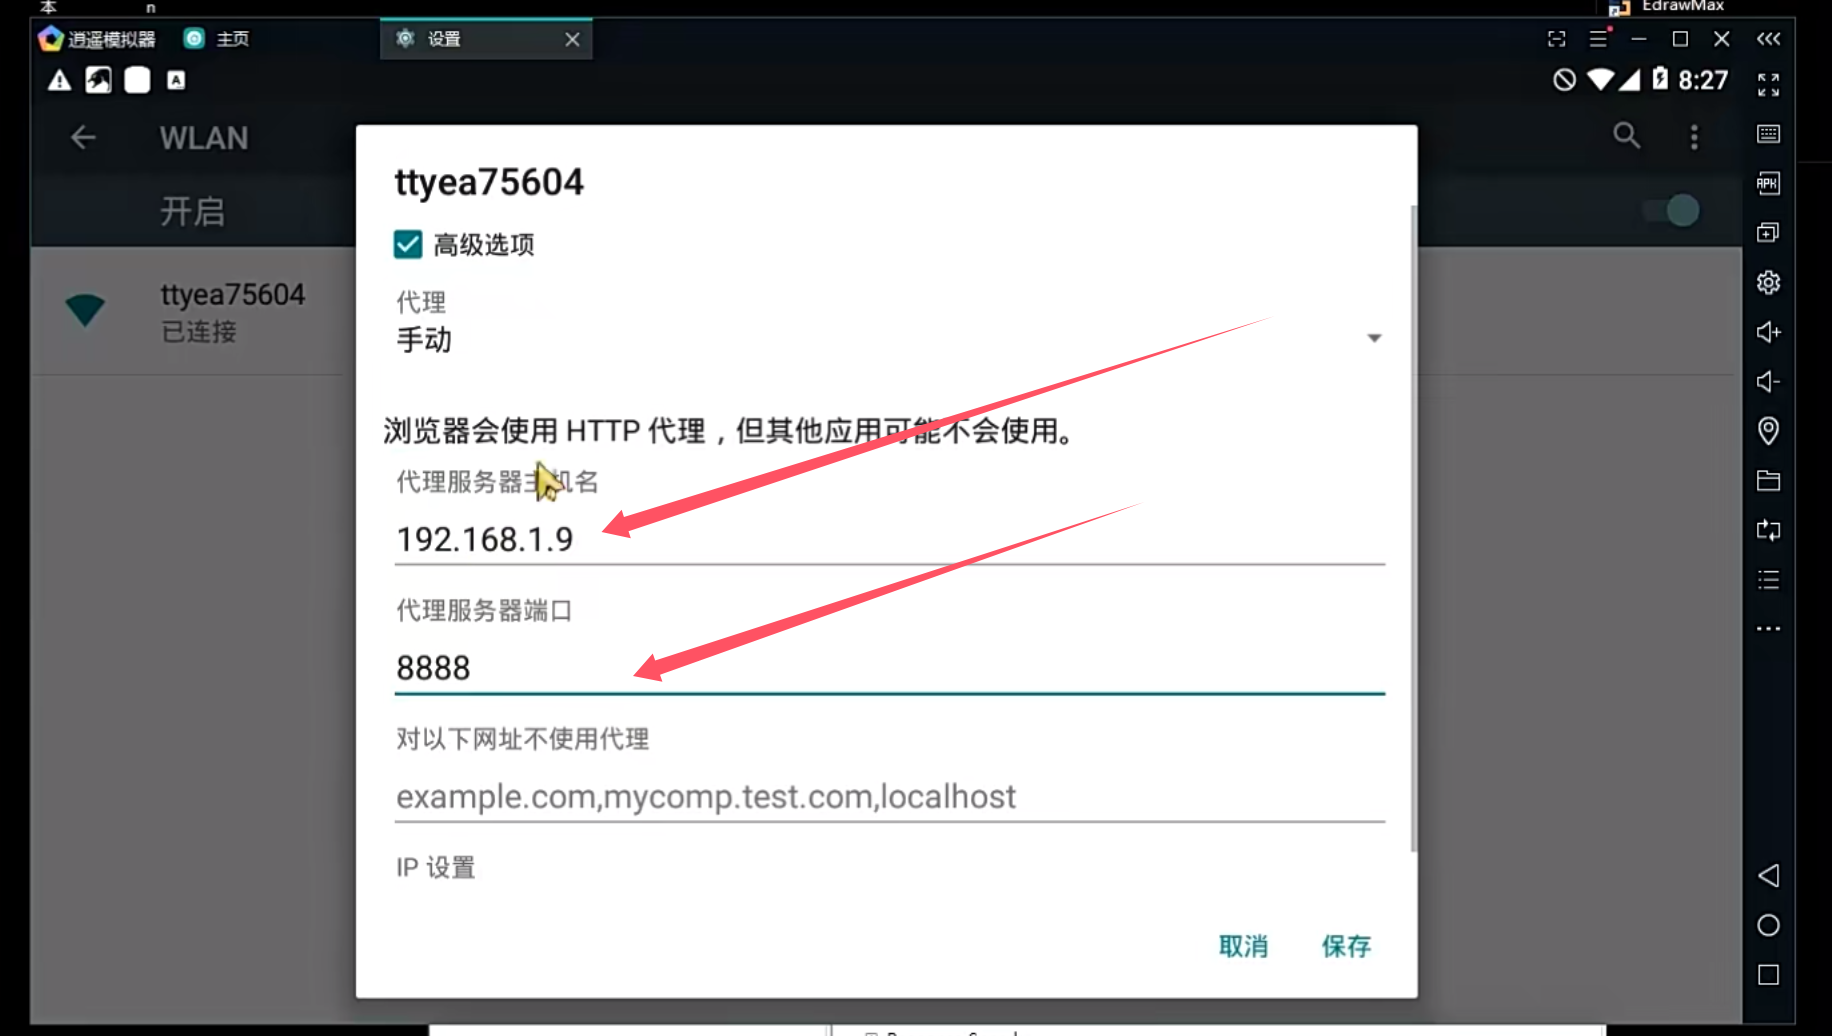 本
n
EdrawMax
逍遥模拟器
主页
设置
8:27
WLAN
开启
APK
ttyea75604
已连接
ttyea75604
高级选项
代理
手动
浏览器会使用 HTTP 代理，但其他应用可能不会使用。
代理服务器主机名
192.168.1.9
代理服务器端口
8888
对以下网址不使用代理
example.com,mycomp.test.com,localhost
IP 设置
取消
保存